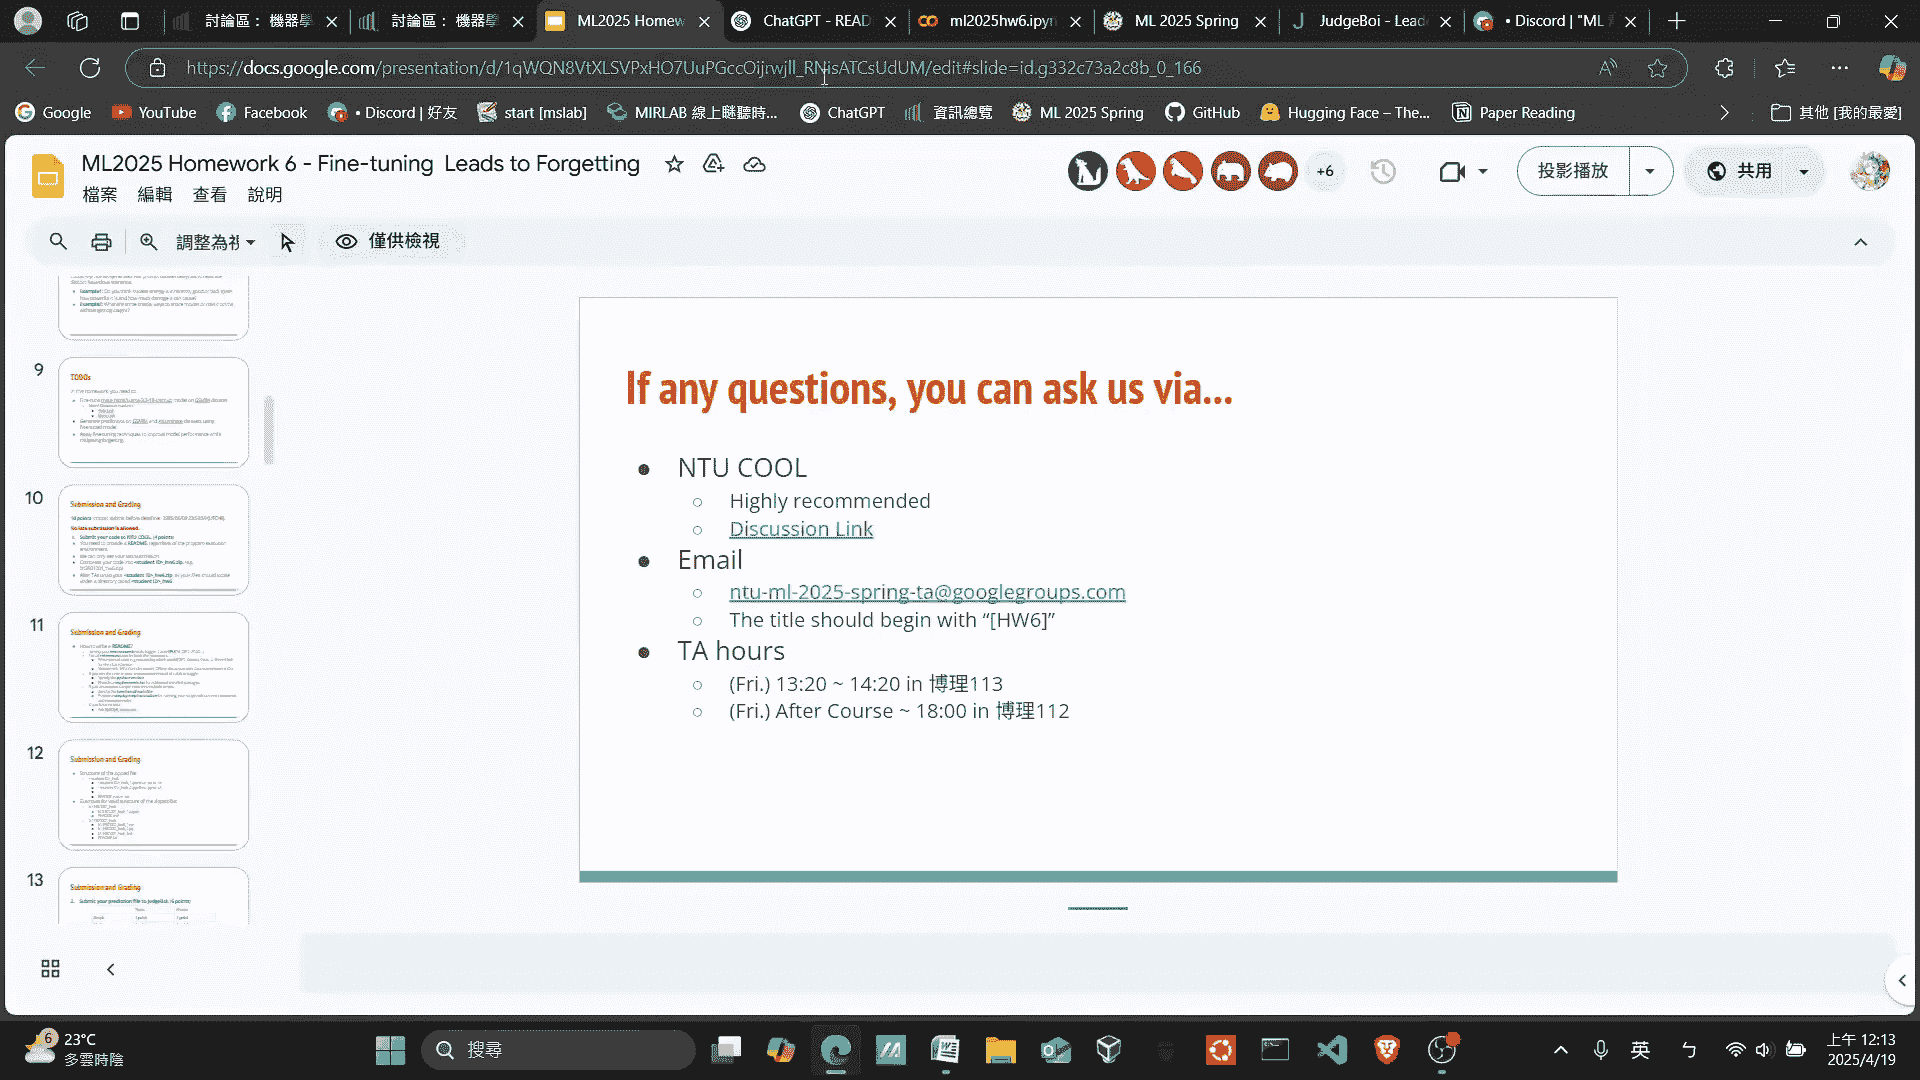 討論區： 機器學
討論區： 機器學
ML2025 Homew
ChatGPT - READ
ml2025hw6.ipyn
ML 2025 Spring
JudgeBoi - Lead
• Discord | "ML
https://docs.google.com/presentation/d/1qWQN8VtXLSVPxHO7UuPGccOijrwjll_RNisATCsUdUM/edit#slide=id.g332c73a2c8b_0_166
Google
YouTube
Facebook
• Discord | 好友
start [mslab]
MIRLAB 線上瞇聽時...
ChatGPT
資訊總覽
ML 2025 Spring
GitHub
Hugging Face – The...
Paper Reading
其他 [我的最愛]
ML2025 Homework 6 - Fine-tuning Leads to Forgetting
+6
投影播放
共用
檔案 編輯 查看 說明
調整為視
僅供檢視
9
TODOs
10
Submission and Grading
11
Submission and Grading
12
Submission and Grading
13
Submission and Grading
If any questions, you can ask us via...
● NTU COOL
○ Highly recommended
○ Discussion Link
● Email
○ ntu-ml-2025-spring-ta@googlegroups.com
○ The title should begin with “[HW6]”
● TA hours
○ (Fri.) 13:20 ~ 14:20 in 博理113
○ (Fri.) After Course ~ 18:00 in 博理112
6
23°C
多雲時陰
搜尋
英
ㄅ
上午 12:13
2025/4/19